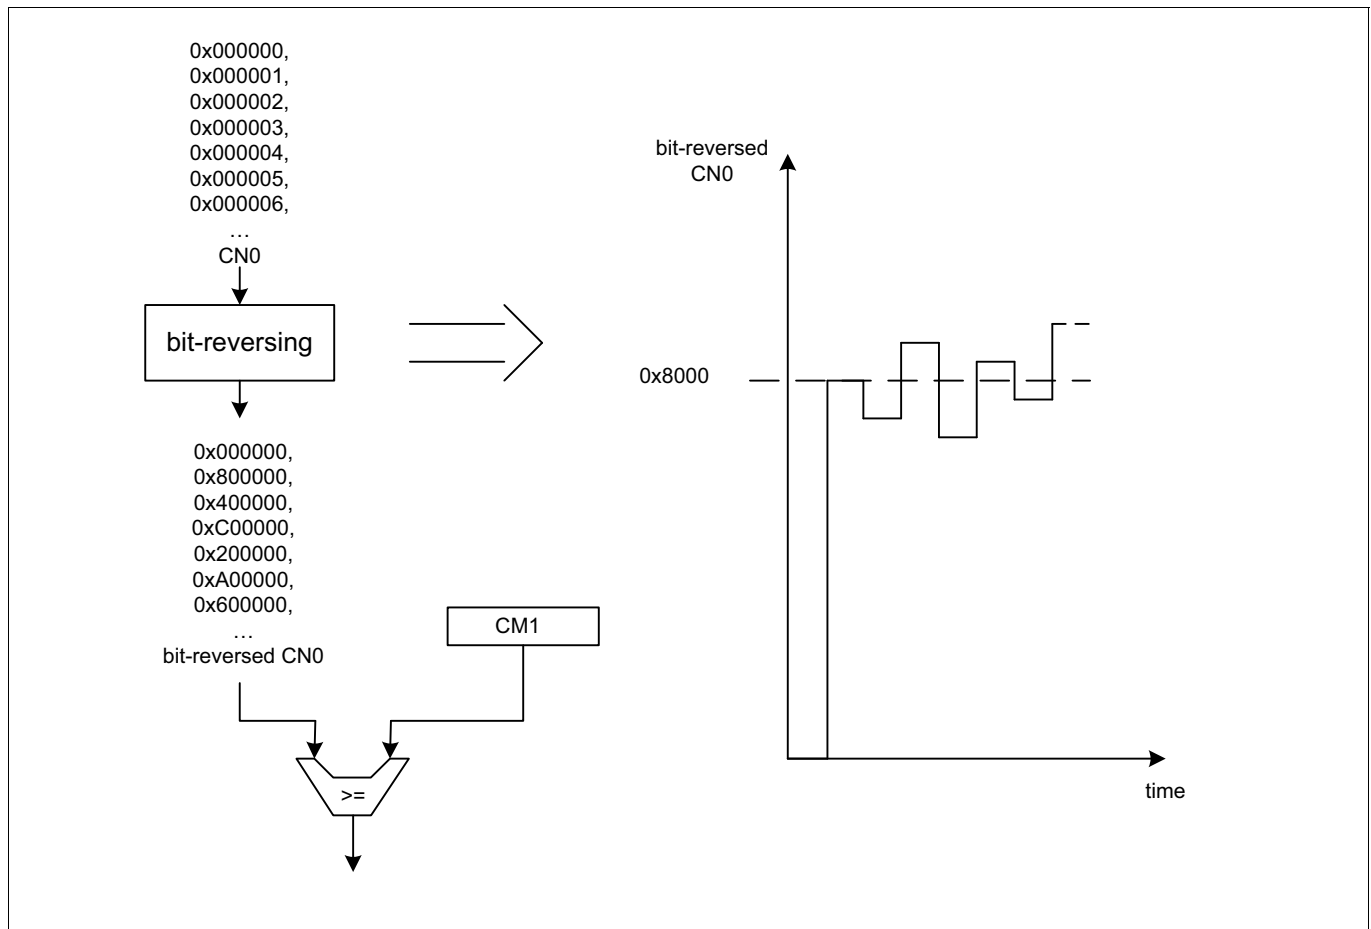 0x000000,
0x000001,
0x000002,
0x000003,
0x000004,
0x000005,
0x000006,
…
CN0
bit-reversing
0x000000,
0x800000,
0x400000,
0xC00000,
0x200000,
0xA00000,
0x600000,
…
bit-reversed CN0
CM1
>=
bit-reversed
CN0
0x8000
time